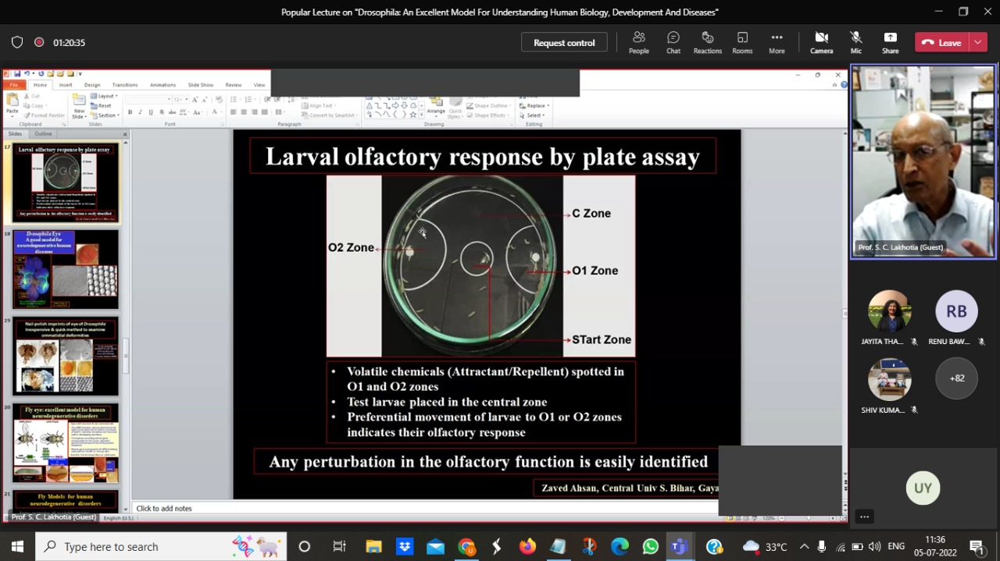 Popular Lecture on "Drosophila: An Excellent Model For Understanding Human Biology, Development And Diseases"
01:20:35
Request control
People
Chat
Reactions
Rooms
More
Camera
Mic
Share
Leave
File
Home
Insert
Design
Transitions
Animations
Slide Show
Review
View
Paste
Cut
Copy
Format Painter
Clipboard
New
Slide
Layout
Reset
Section
Slides
Font
Align Text
Convert to SmartArt
Paragraph
Arrange
Quick
Styles
Shape Outline
Shape Effects
Drawing
Replace
Select
Editing
Slides
Outline
17
Larval olfactory response by plate assay
18
Drosophila Eye
A good model for
neurodegenerative human
diseases
19
Nail-polish imprints of eye of Drosophila
Inexpensive & quick method to examine
ommatidial deformities
20
Fly eye: excellent model for human
neurodegenerative disorders
21
Fly Models for human
neurodegenerative disorders
Larval olfactory response by plate assay
C Zone
O2 Zone
O1 Zone
STart Zone
• Volatile chemicals (Attractant/Repellent) spotted in
O1 and O2 zones
• Test larvae placed in the central zone
• Preferential movement of larvae to O1 or O2 zones
indicates their olfactory response
Any perturbation in the olfactory function is easily identified
Zaved Ahsan, Central Univ S. Bihar, Gaya
Click to add notes
Prof. S. C. Lakhotia (Guest)
English (U.S.)
120%
Prof. S. C. Lakhotia (Guest)
JAYITA THA...
RB
RENU BAW...
SHIV KUMA...
+82
UY
Type here to search
33°C
ENG
11:36
05-07-2022
1